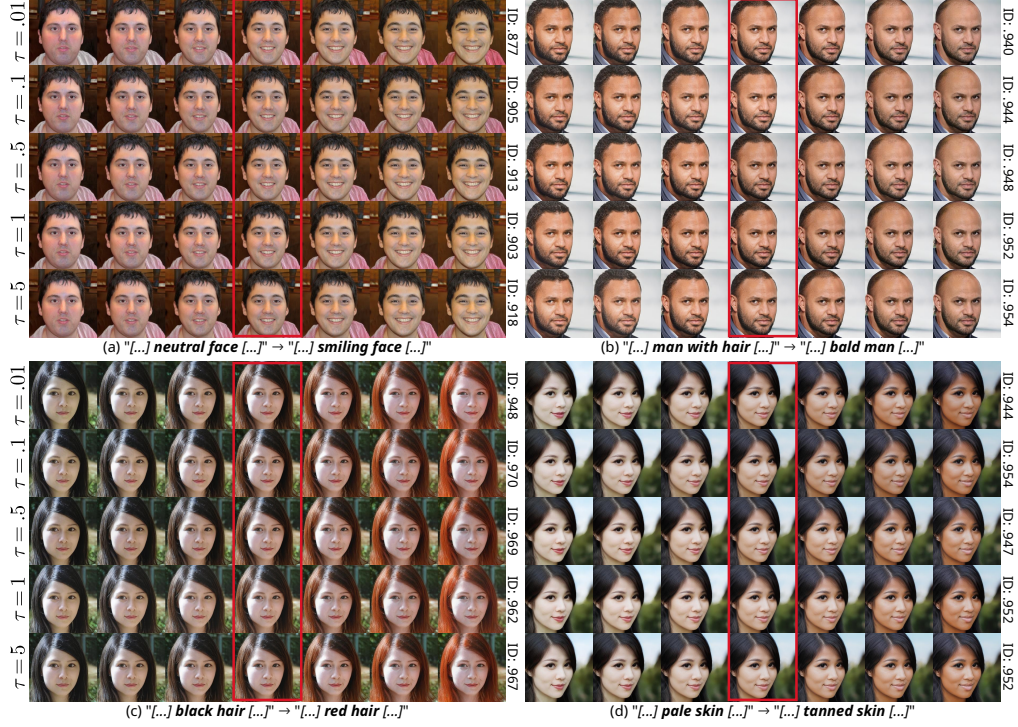 τ = .01
ID: .877
τ = .1
ID: .905
τ = .5
ID: .913
τ = 1
ID: .903
τ = 5
ID: .918
(a) "[...] neutral face [...]" → "[...] smiling face [...]"
ID: .940
ID: .944
ID: .948
ID: .952
ID: .954
(b) "[...] man with hair [...]" → "[...] bald man [...]"
τ = .01
ID: .948
τ = .1
ID: .970
τ = .5
ID: .969
τ = 1
ID: .962
τ = 5
ID: .967
(c) "[...] black hair [...]" → "[...] red hair [...]"
ID: .944
ID: .954
ID: .947
ID: .952
ID: .952
(d) "[...] pale skin [...]" → "[...] tanned skin [...]"